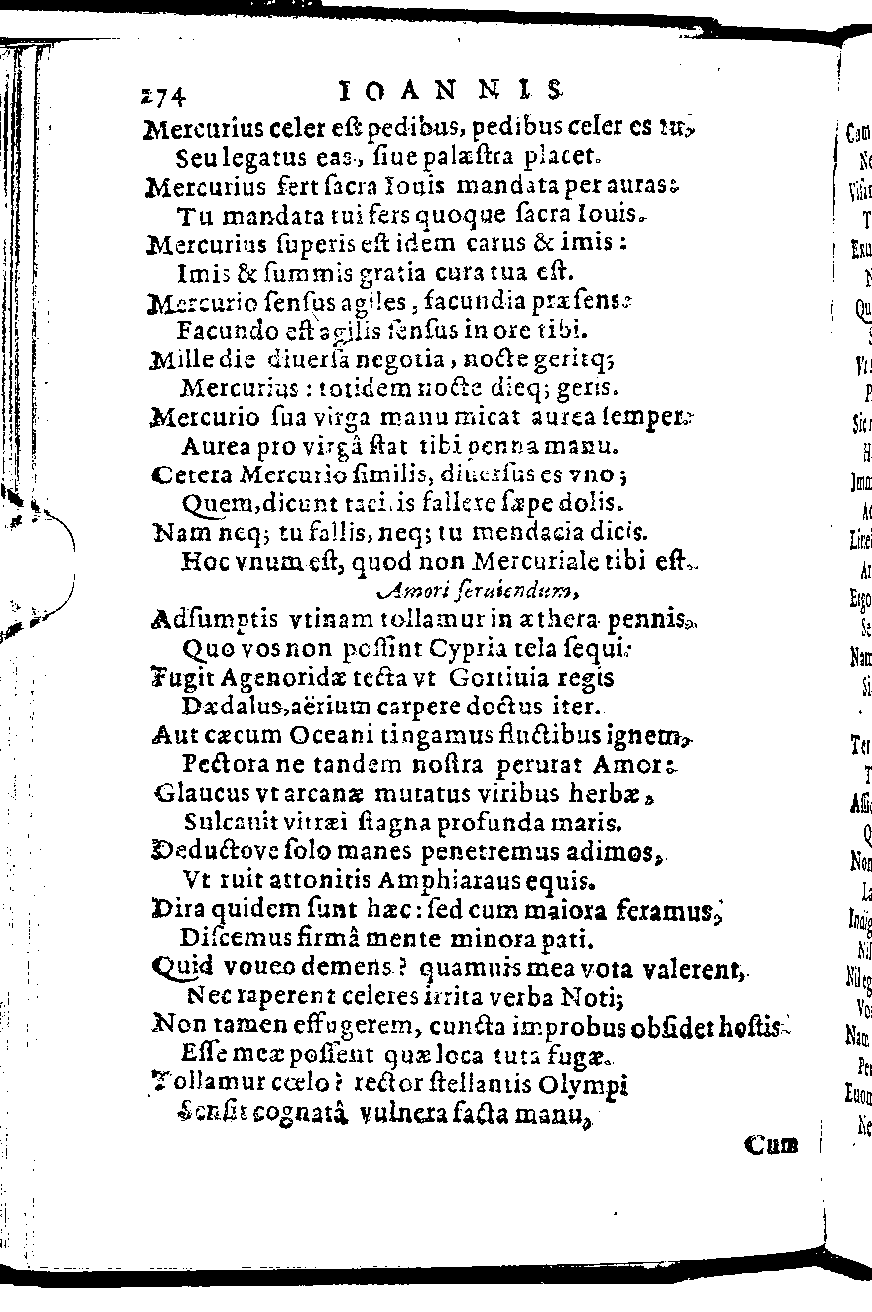 274 IOANNIS
Mercurius celer eſt pedibus, pedibus celer es tu,
Seu legatus eas, ſiue palæſtra placet.
Mercurius fert ſacra Iouis mandata per auras:
Tu mandata tui fers quoque ſacra Iouis.
Mercurius ſuperis eſt idem carus & imis:
Imis & ſummis gratia cura tua eſt.
Mercurio ſenſus agiles, facundia præſens:
Facundo eſt agilis ſenſus in ore tibi.
Mille die diuerſa negotia, nocte geritq;
Mercurius: totidem nocte dieq; geris.
Mercurio ſua virga manu micat aurea ſemper:
Aurea pro virgâ ſtat tibi penna manu.
Cetera Mercurio ſimilis, diuerſus es vno;
Quem, dicunt tacitis fallere ſæpe dolis.
Nam neq; tu fallis, neq; tu mendacia dicis.
Hoc vnum eſt, quod non Mercuriale tibi eſt.
Amori ſeruiendum,
Adſumptis vtinam tollamur in æthera pennis,
Quo vos non poſſint Cypria tela ſequi:
Fugit Agenoridæ tecta vt Gortiuia regis
Dædalus, aërium carpere doctus iter.
Aut cæcum Oceani tingamus fluctibus ignem,
Pectora ne tandem noſtra perurat Amor:
Glaucus vt arcanæ mutatus viribus herbæ,
Sulcauit vitræi ſtagna profunda maris.
Deductove ſolo manes penetremus ad imos,
Vt ruit attonitis Amphiaraus equis.
Dira quidem ſunt hæc: ſed cum maiora feramus,
Diſcemus firmâ mente minora pati.
Quid voueo demens? quamuis mea vota valerent,
Nec raperent celeres irrita verba Noti;
Non tamen effugerem, cuncta improbus obſidet hoſtis
Eſſe meæ poſſent quæ loca tuta fugæ.
Tollamur cœlo? rector ſtellantis Olympi
Senſit cognatâ vulnera facta manu,
Cum